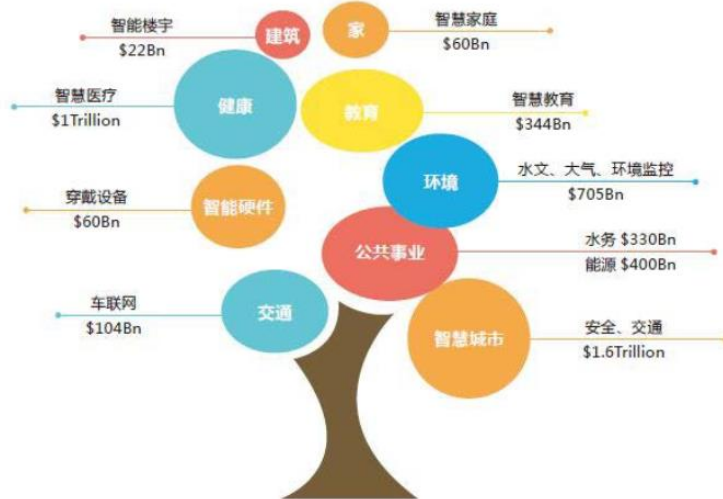 智能楼宇
$22Bn
建筑
家
智慧家庭
$60Bn
智慧医疗
$1Trillion
健康
教育
智慧教育
$344Bn
环境
水文、大气、环境监控
$705Bn
穿戴设备
$60Bn
智能硬件
公共事业
水务 $330Bn
能源 $400Bn
车联网
$104Bn
交通
智慧城市
安全、交通
$1.6Trillion